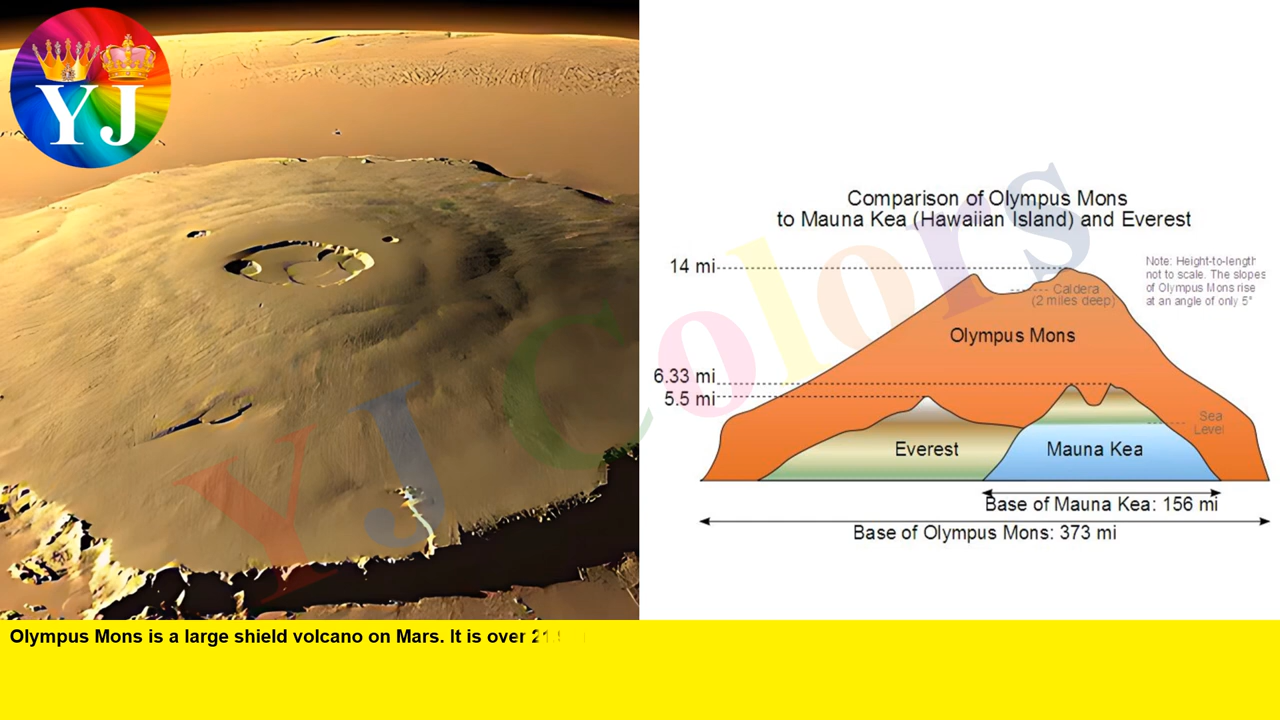 YJ
YJ Colors
Comparison of Olympus Mons
to Mauna Kea (Hawaiian Island) and Everest
14 mi
Note: Height-to-length
not to scale. The slopes
of Olympus Mons rise
at an angle of only 5°
Caldera
(2 miles deep)
Olympus Mons
6.33 mi
5.5 mi
Sea
Level
Everest
Mauna Kea
Base of Mauna Kea: 156 mi
Base of Olympus Mons: 373 mi
Olympus Mons is a large shield volcano on Mars. It is over